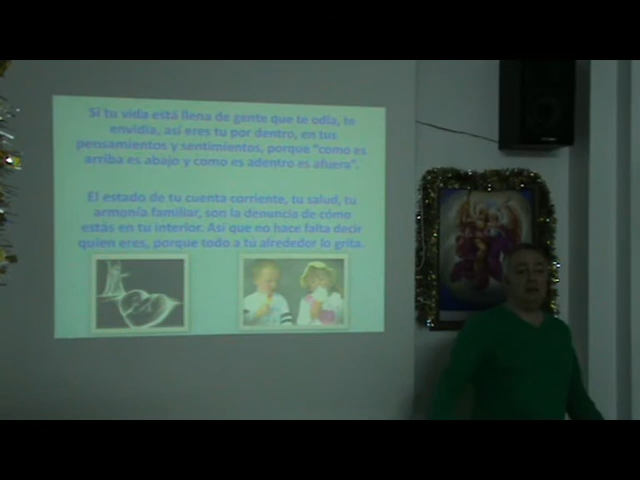 Si tu vida está llena de gente que te odia, te
envidia, así eres tu por dentro, en tus
pensamientos y sentimientos, porque "como es
arriba es abajo y como es adentro es afuera".
El estado de tu cuenta corriente, tu salud, tu
armonía familiar, son la denuncia de cómo
estás en tu interior. Así que no hace falta decir
quien eres, porque todo a tú alrededor lo grita.